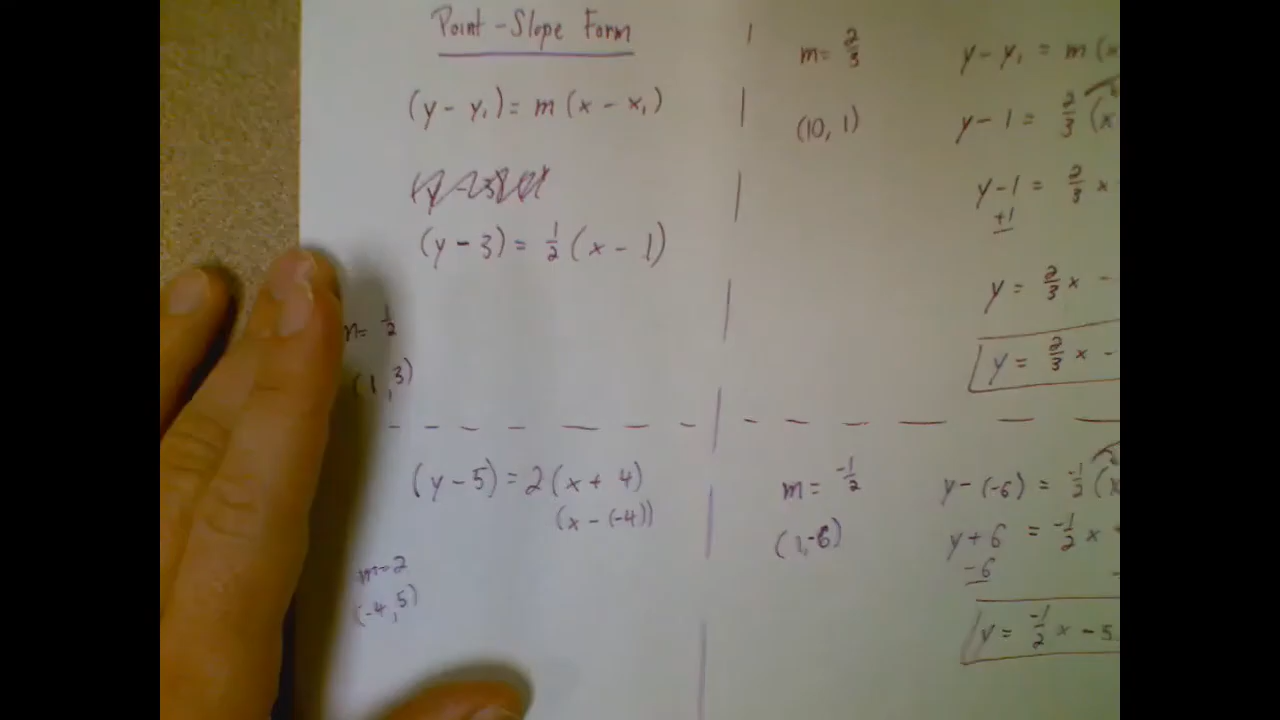 Point-Slope Form
(y - y₁) = m(x - x₁)
(y - 3) = 1/2 (x - 1)
m = 1/2
(1, 3)
(y - 5) = 2(x + 4)
(x - (-4))
m = 2
(-4, 5)
m = 2/3
(10, 1)
y - y₁ = m(
y - 1 = 2/3 (x
y - 1 = 2/3 x -
+1
y = 2/3 x -
y = 2/3 x -
m = -1/2
(1, -6)
y - (-6) = -1/2 (x
y + 6 = -1/2 x
-6
y = -1/2 x - 5.